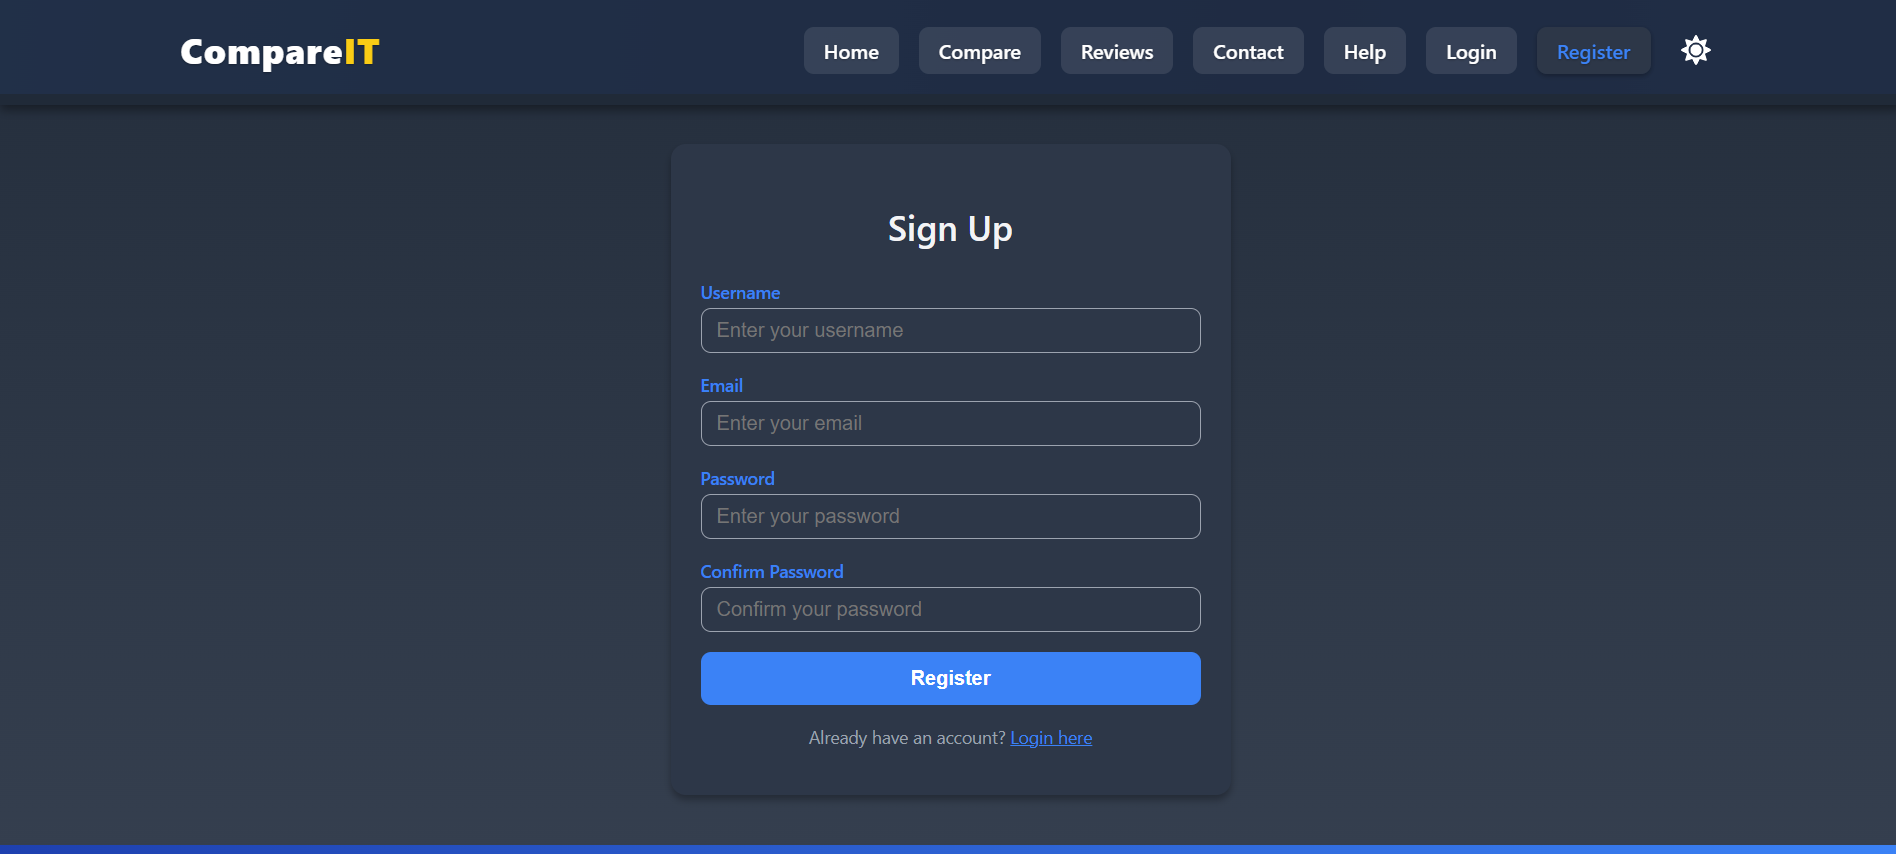 CompareIT
Home Compare Reviews Contact Help Login Register
Sign Up
Username
Enter your username
Email
Enter your email
Password
Enter your password
Confirm Password
Confirm your password
Register
Already have an account? Login here